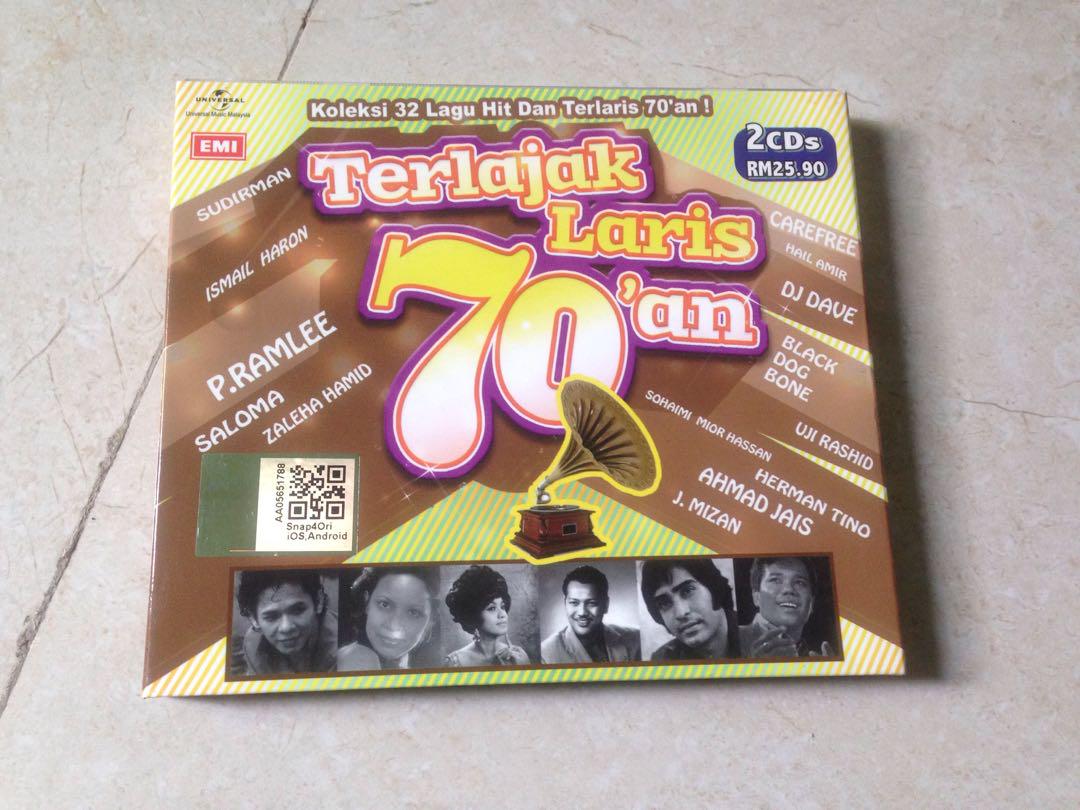 UNIVERSAL
Universal Music Malaysia
EMI
Koleksi 32 Lagu Hit Dan Terlaris 70'an !
2CDs
RM25.90
Terlajak
Laris
70'an
SUDIRMAN
ISMAIL HARON
P.RAMLEE
SALOMA
ZALEHA HAMID
CAREFREE
HAIL AMIR
DJ DAVE
BLACK
DOG
BONE
UJI RASHID
SOHAIMI MIOR HASSAN
HERMAN TINO
AHMAD JAIS
J. MIZAN
AA05651788
Snap4Ori
iOS,Android